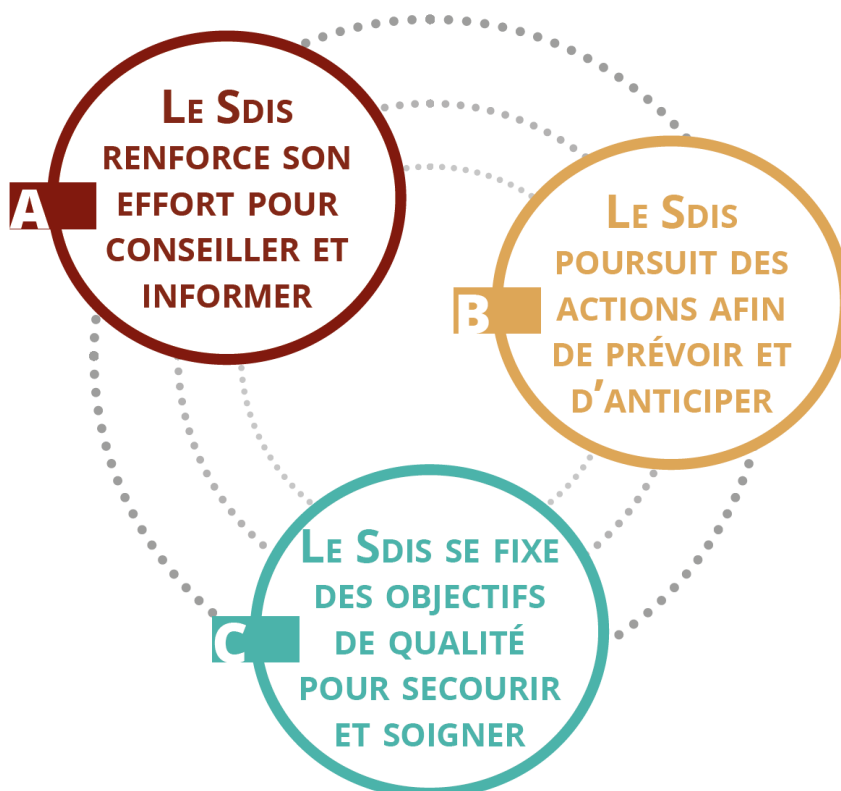 A
Le Sdis
renforce son
effort pour
conseiller et
informer
B
Le Sdis
poursuit des
actions afin
de prévoir et
d’anticiper
C
Le Sdis se fixe
des objectifs
de qualité
pour secourir
et soigner